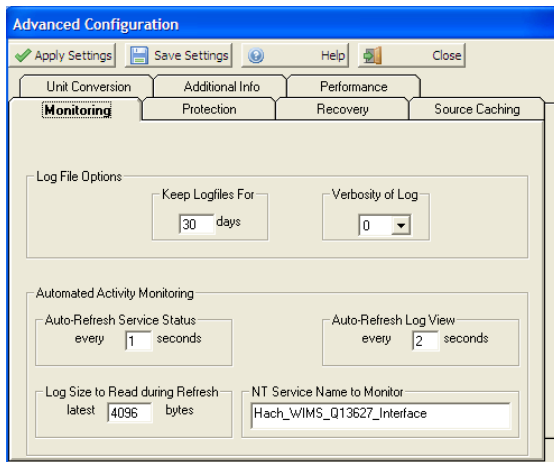 Advanced Configuration
Apply Settings Save Settings Help Close
Unit Conversion Additional Info Performance
Monitoring Protection Recovery Source Caching
Log File Options
Keep Logfiles For Verbosity of Log
30 days 0
Automated Activity Monitoring
Auto-Refresh Service Status Auto-Refresh Log View
every 1 seconds every 2 seconds
Log Size to Read during Refresh NT Service Name to Monitor
latest 4096 bytes Hach_WIMS_Q13627_Interface